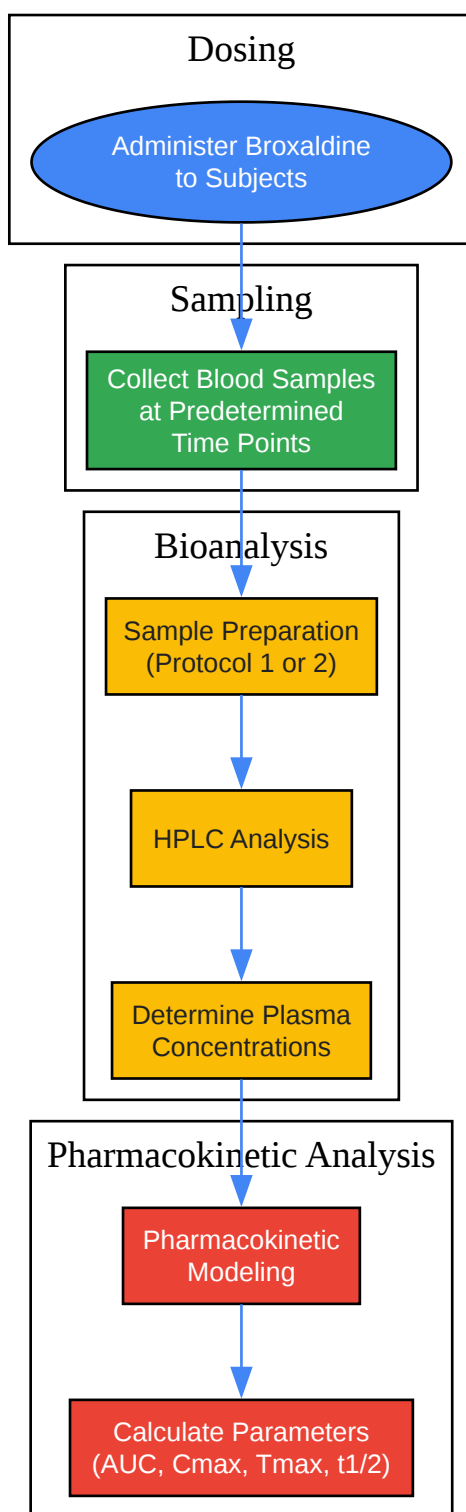 Dosing
Administer Broxaldine
to Subjects
Sampling
Collect Blood Samples
at Predetermined
Time Points
Bioanalysis
Sample Preparation
(Protocol 1 or 2)
HPLC Analysis
Determine Plasma
Concentrations
Pharmacokinetic Analysis
Pharmacokinetic
Modeling
Calculate Parameters
(AUC, Cmax, Tmax, t1/2)